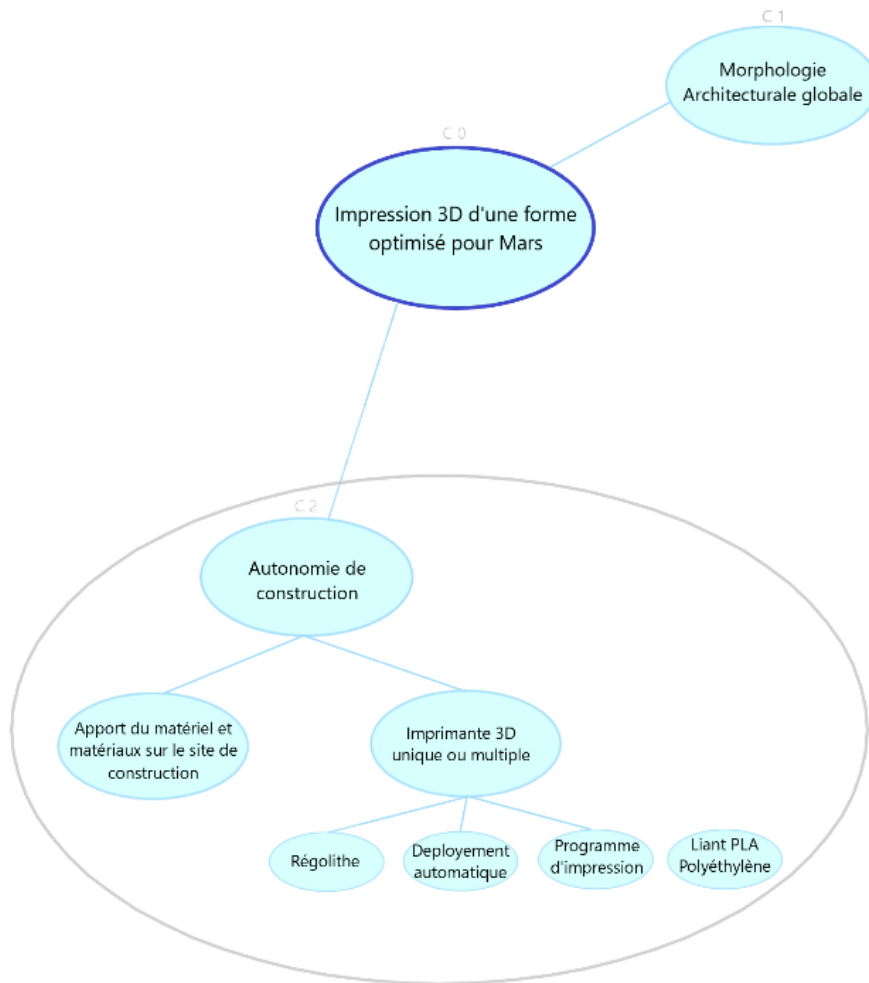 C 1
Morphologie
Architecturale globale
C 0
Impression 3D d'une forme
optimisé pour Mars
C 2
Autonomie de
construction
Apport du matériel et
matériaux sur le site de
construction
Imprimante 3D
unique ou multiple
Régolithe
Deployement
automatique
Programme
d'impression
Liant PLA
Polyéthylène